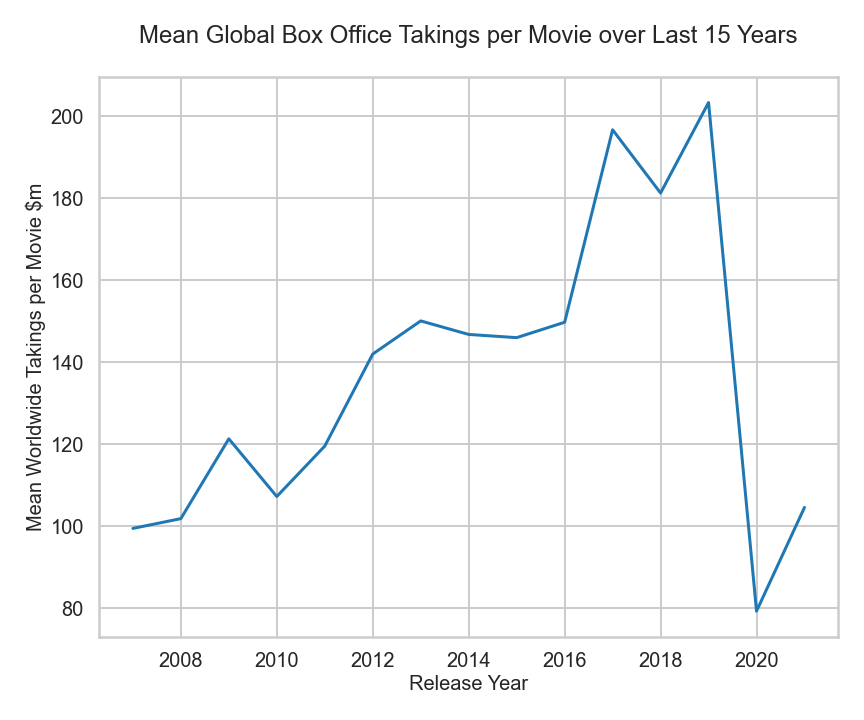 Mean Global Box Office Takings per Movie over Last 15 Years
Mean Worldwide Takings per Movie $m
200
180
160
140
120
100
80
2008 2010 2012 2014 2016 2018 2020
Release Year